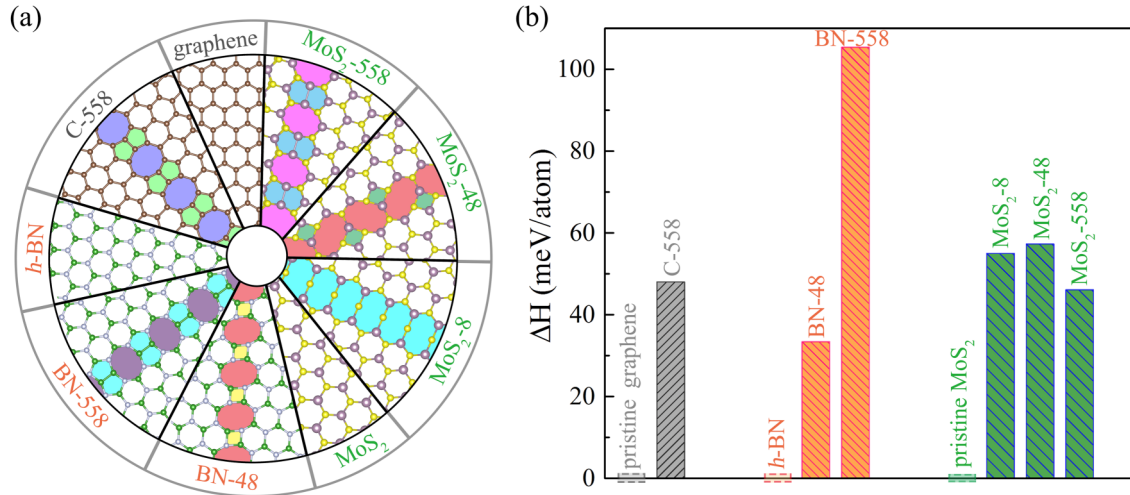 (a)
graphene
MoS₂-558
MoS₂-48
MoS₂-8
MoS₂
BN-48
BN-558
h-BN
C-558
(b)
ΔH (meV/atom)
100
80
60
40
20
0
pristine graphene
C-558
h-BN
BN-48
BN-558
pristine MoS₂
MoS₂-8
MoS₂-48
MoS₂-558